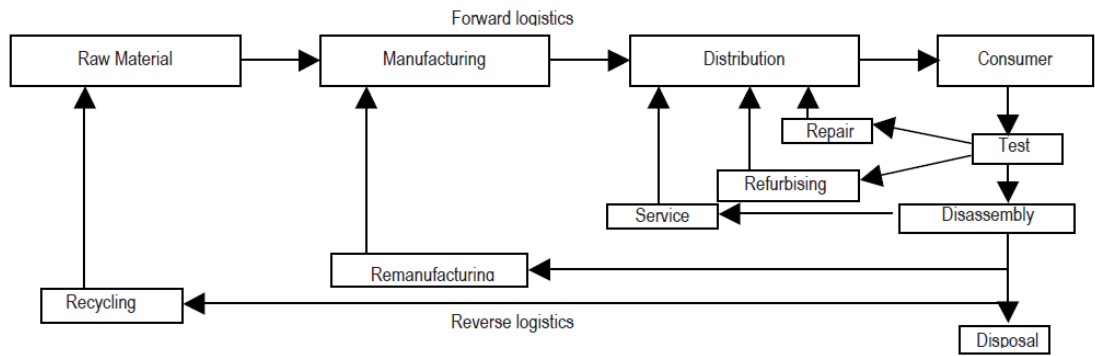 Forward logistics
Raw Material
Manufacturing
Distribution
Consumer
Repair
Test
Refurbising
Service
Disassembly
Remanufacturing
Recycling
Reverse logistics
Disposal